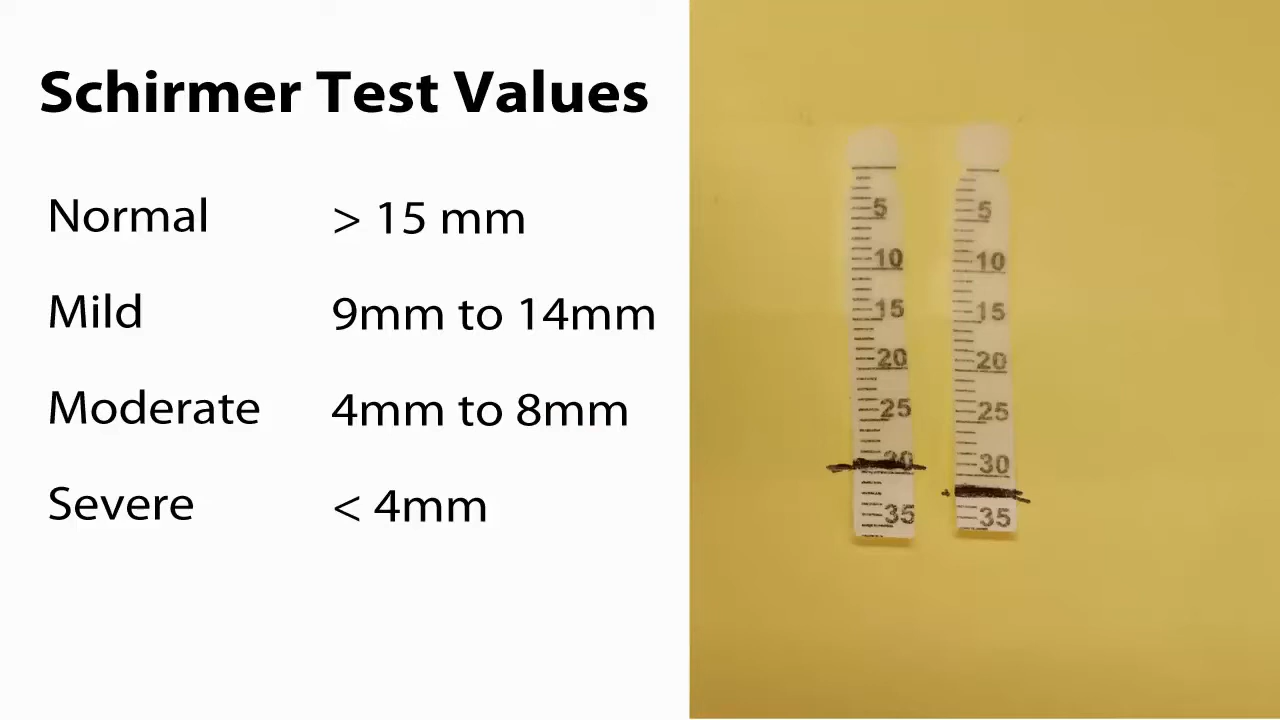 Schirmer Test Values
Normal > 15 mm
Mild 9mm to 14mm
Moderate 4mm to 8mm
Severe < 4mm
5 5
10 10
15 15
20 20
25 25
30 30
35 35